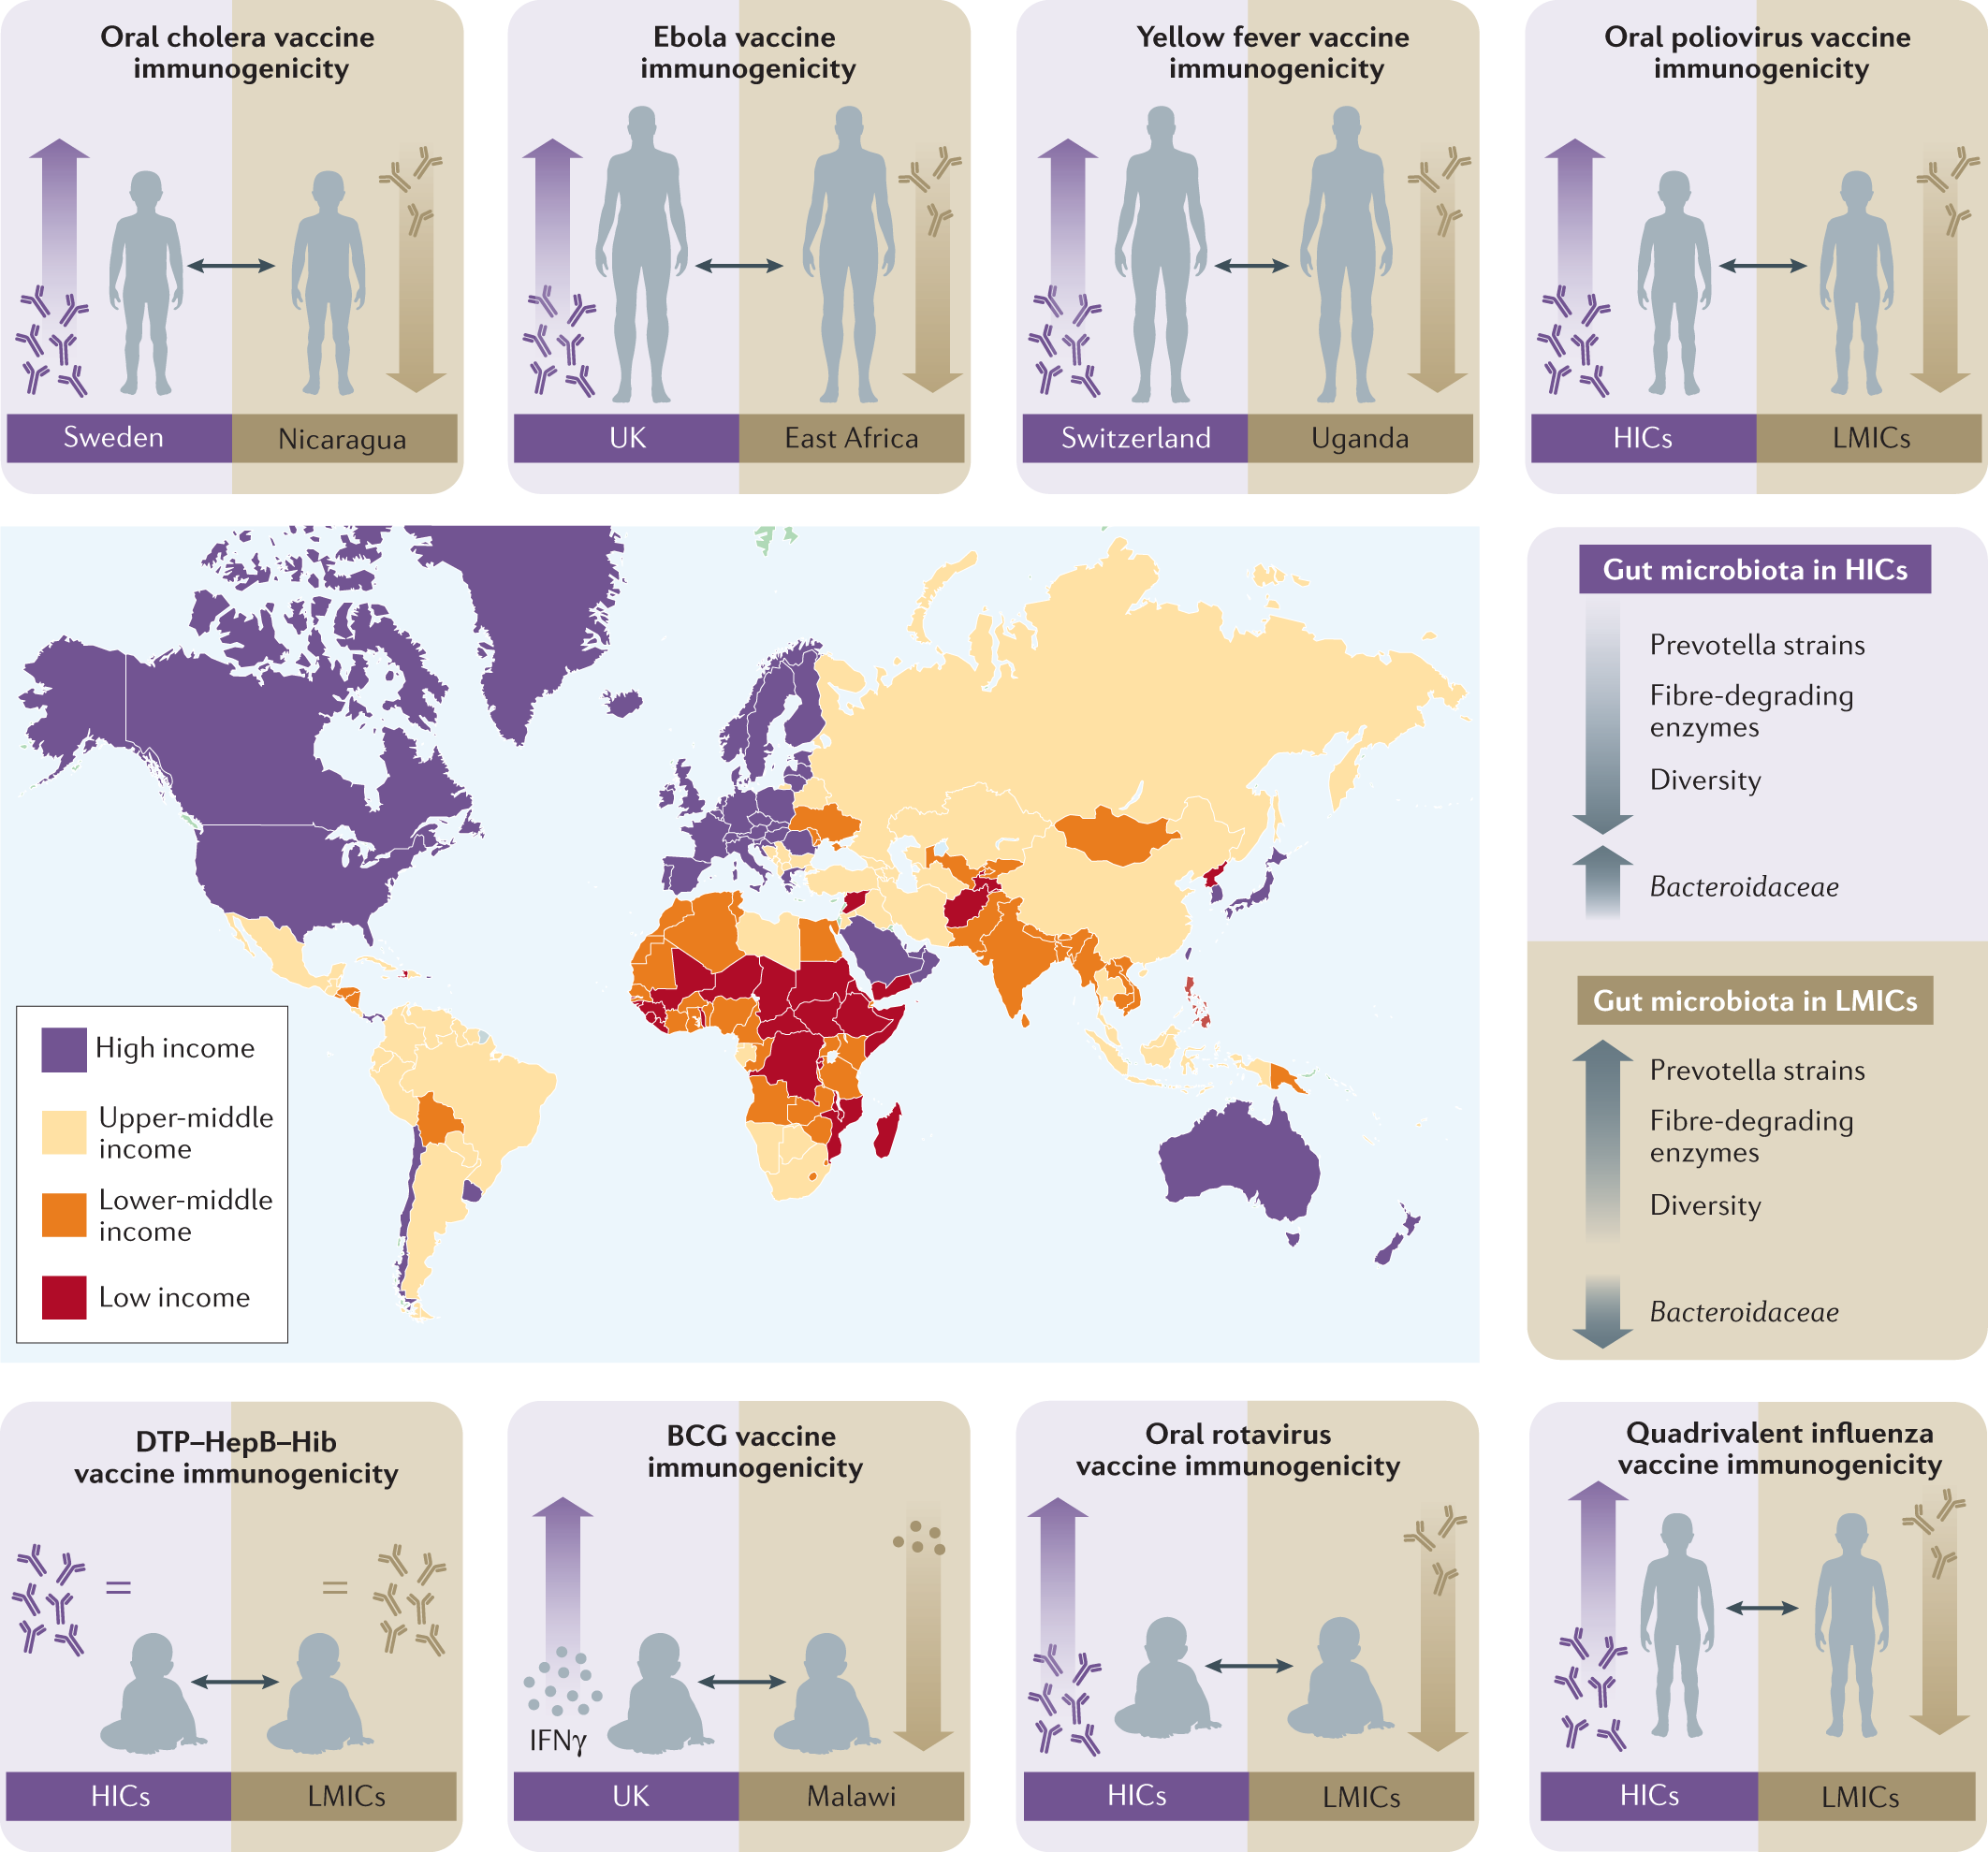 Oral cholera vaccine
immunogenicity
Sweden
Nicaragua
Ebola vaccine
immunogenicity
UK
East Africa
Yellow fever vaccine
immunogenicity
Switzerland
Uganda
Oral poliovirus vaccine
immunogenicity
HICs
LMICs
High income
Upper-middle
income
Lower-middle
income
Low income
Gut microbiota in HICs
Prevotella strains
Fibre-degrading
enzymes
Diversity
Bacteroidaceae
Gut microbiota in LMICs
Prevotella strains
Fibre-degrading
enzymes
Diversity
Bacteroidaceae
DTP–HepB–Hib
vaccine immunogenicity
=
=
HICs
LMICs
BCG vaccine
immunogenicity
IFNγ
UK
Malawi
Oral rotavirus
vaccine immunogenicity
HICs
LMICs
Quadrivalent influenza
vaccine immunogenicity
HICs
LMICs